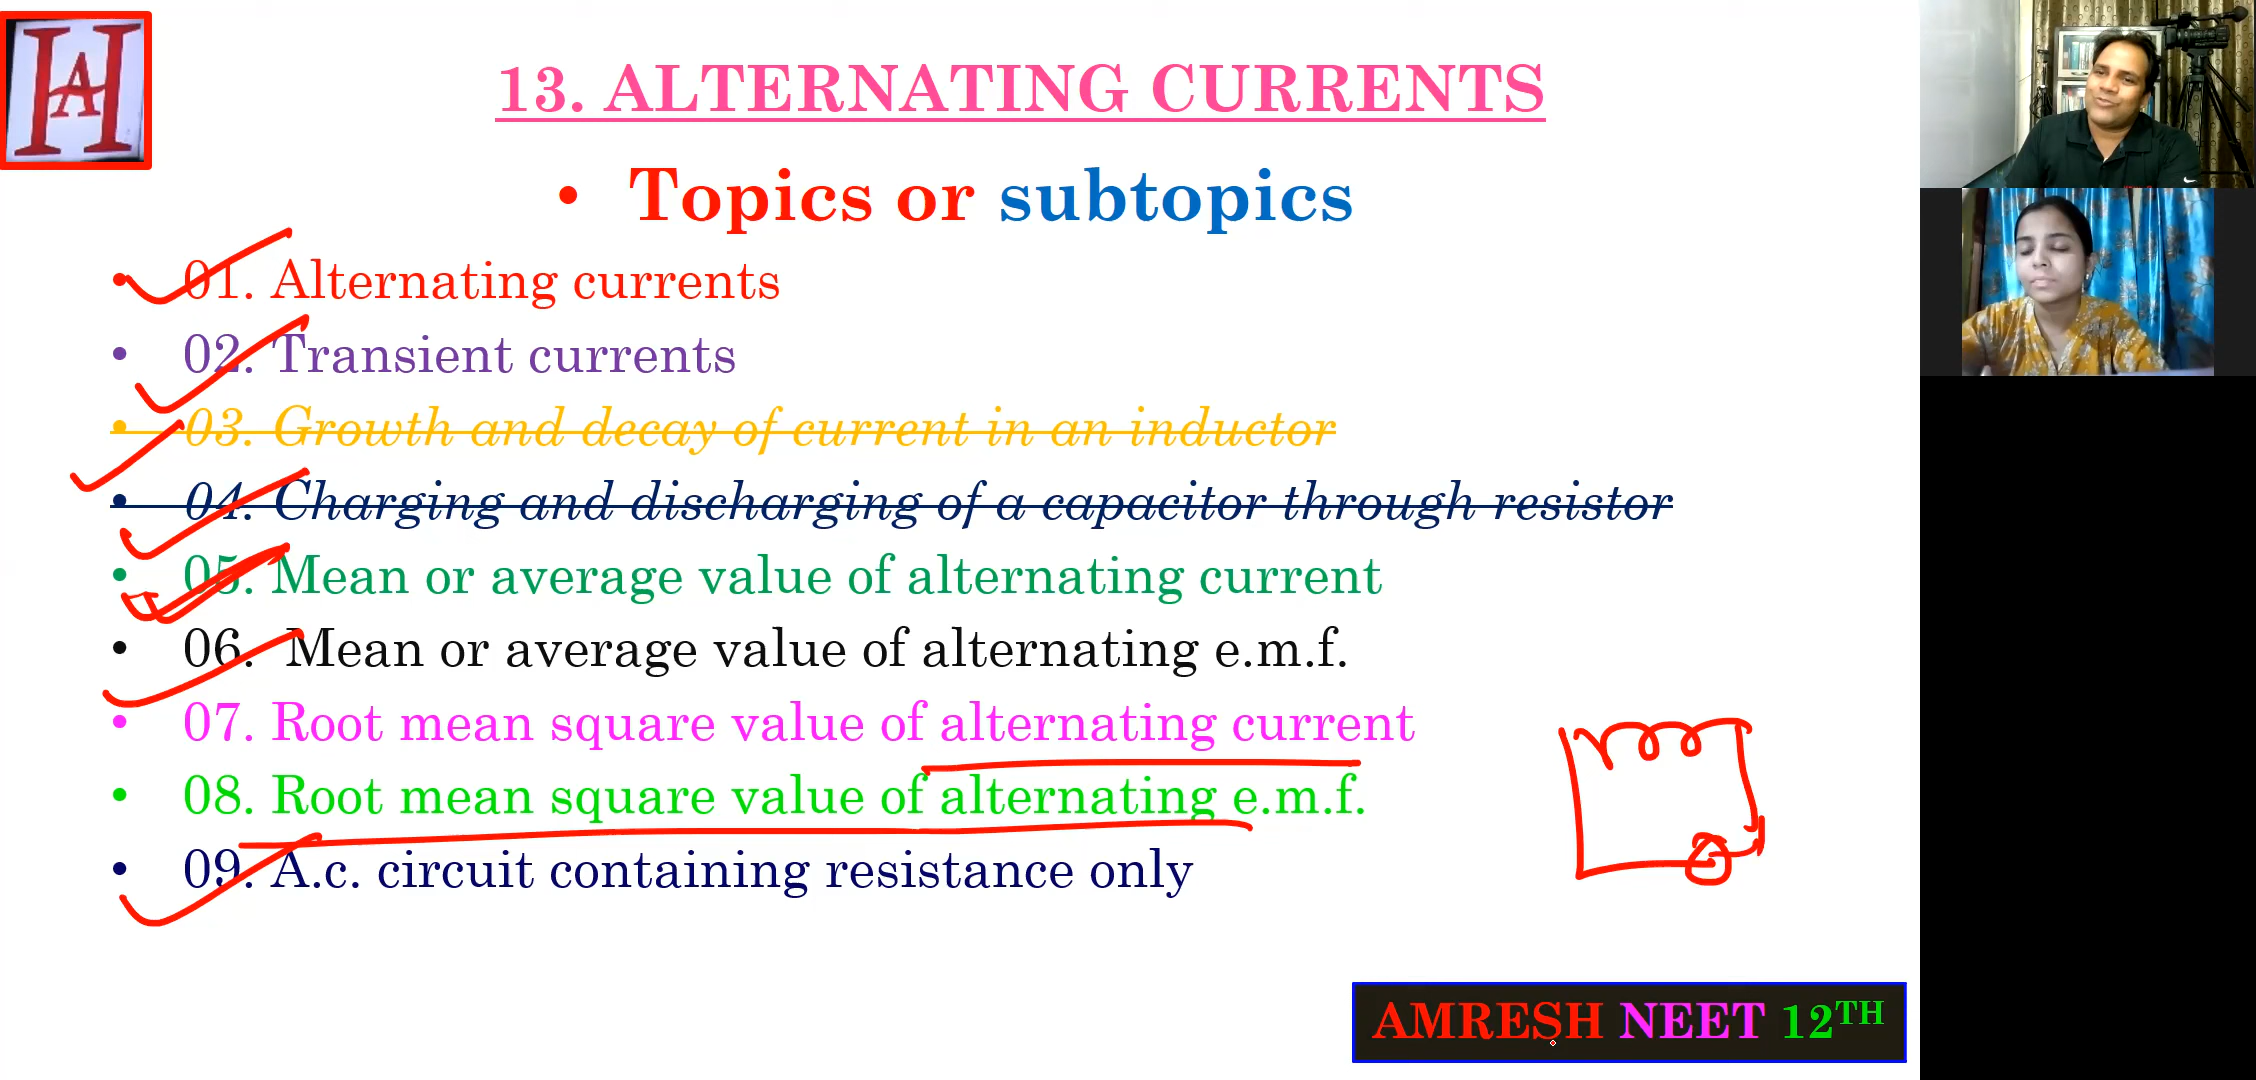 HA
13. ALTERNATING CURRENTS
• Topics or subtopics
• 01. Alternating currents
• 02. Transient currents
• 03. Growth and decay of current in an inductor
• 04. Charging and discharging of a capacitor through resistor
• 05. Mean or average value of alternating current
• 06. Mean or average value of alternating e.m.f.
• 07. Root mean square value of alternating current
• 08. Root mean square value of alternating e.m.f.
• 09. A.c. circuit containing resistance only
AMRESH NEET 12TH